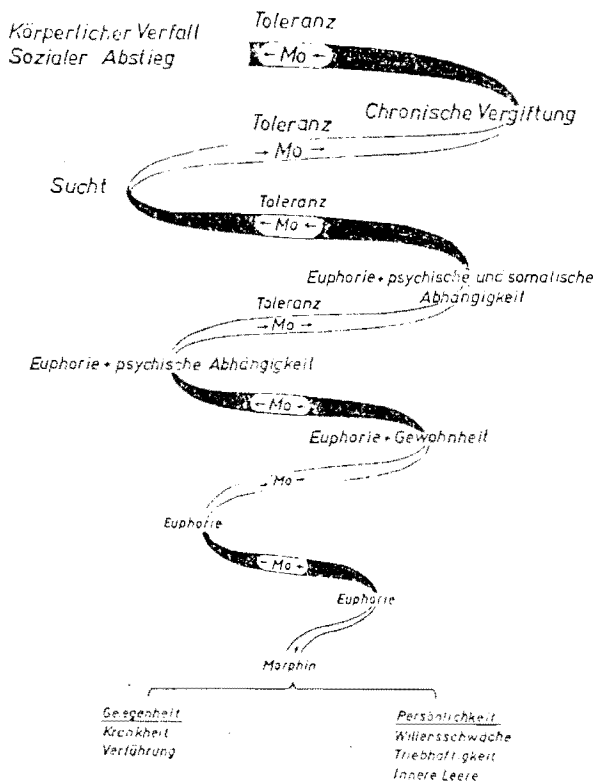 Körperlicher Verfall
Sozialer Abstieg
Toleranz
← Mo ←
Chronische Vergiftung
Toleranz
→ Mo →
Sucht
Toleranz
← Mo ←
Euphorie + psychische und somatische
Abhängigkeit
Toleranz
→ Mo →
Euphorie + psychische Abhängigkeit
← Mo ←
Euphorie + Gewohnheit
→ Mo →
Euphorie
← Mo ←
Euphorie
Morphin
Gelegenheit
Krankheit
Verführung
Persönlichkeit
Willensschwäche
Triebhaftigkeit
Innere Leere